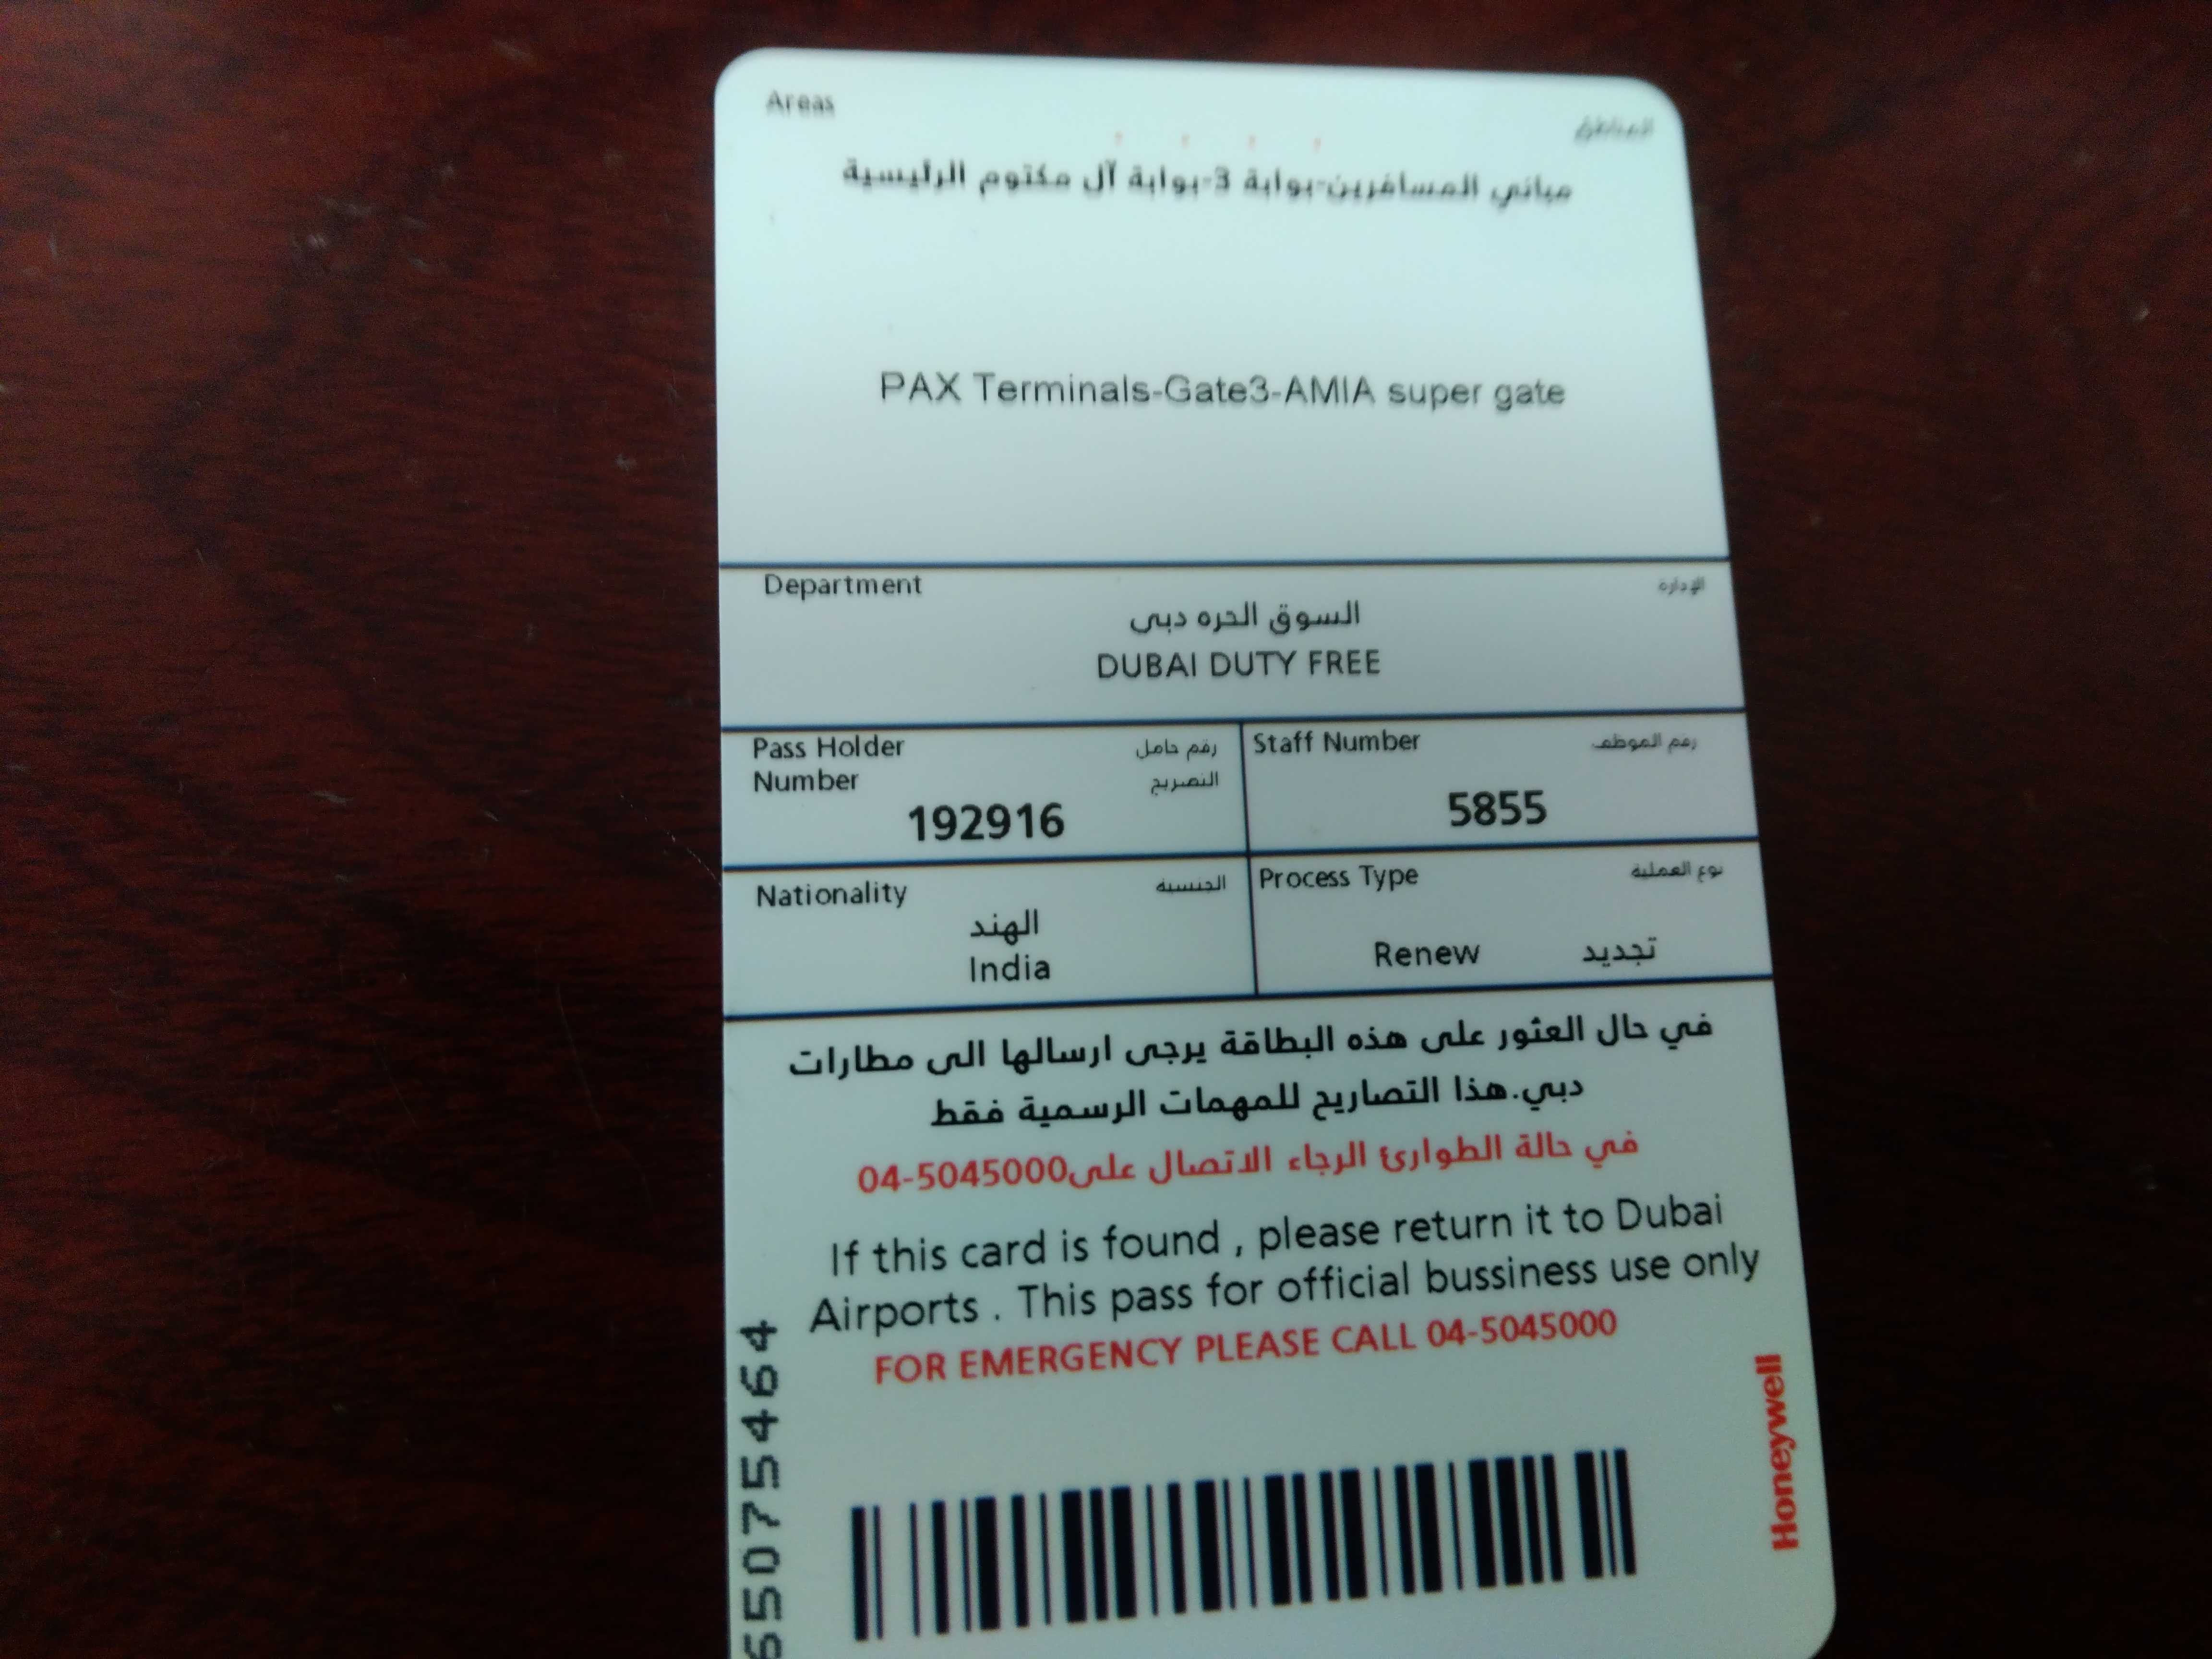 Areas
المناطق
مباني المسافرين-بوابة 3-بوابة آل مكتوم الرئيسية
PAX Terminals-Gate3-AMIA super gate
Department
الإدارة
السوق الحره دبى
DUBAI DUTY FREE
Pass Holder
رقم حامل
Number
التصريح
192916
Staff Number
رقم الموظف
5855
Nationality
الجنسية
الهند
India
Process Type
نوع العملية
Renew
تجديد
في حال العثور على هذه البطاقة يرجى ارسالها الى مطارات
دبي.هذا التصاريح للمهمات الرسمية فقط
في حالة الطوارئ الرجاء الاتصال على04-5045000
If this card is found , please return it to Dubai
Airports . This pass for official bussiness use only
FOR EMERGENCY PLEASE CALL 04-5045000
Honeywell